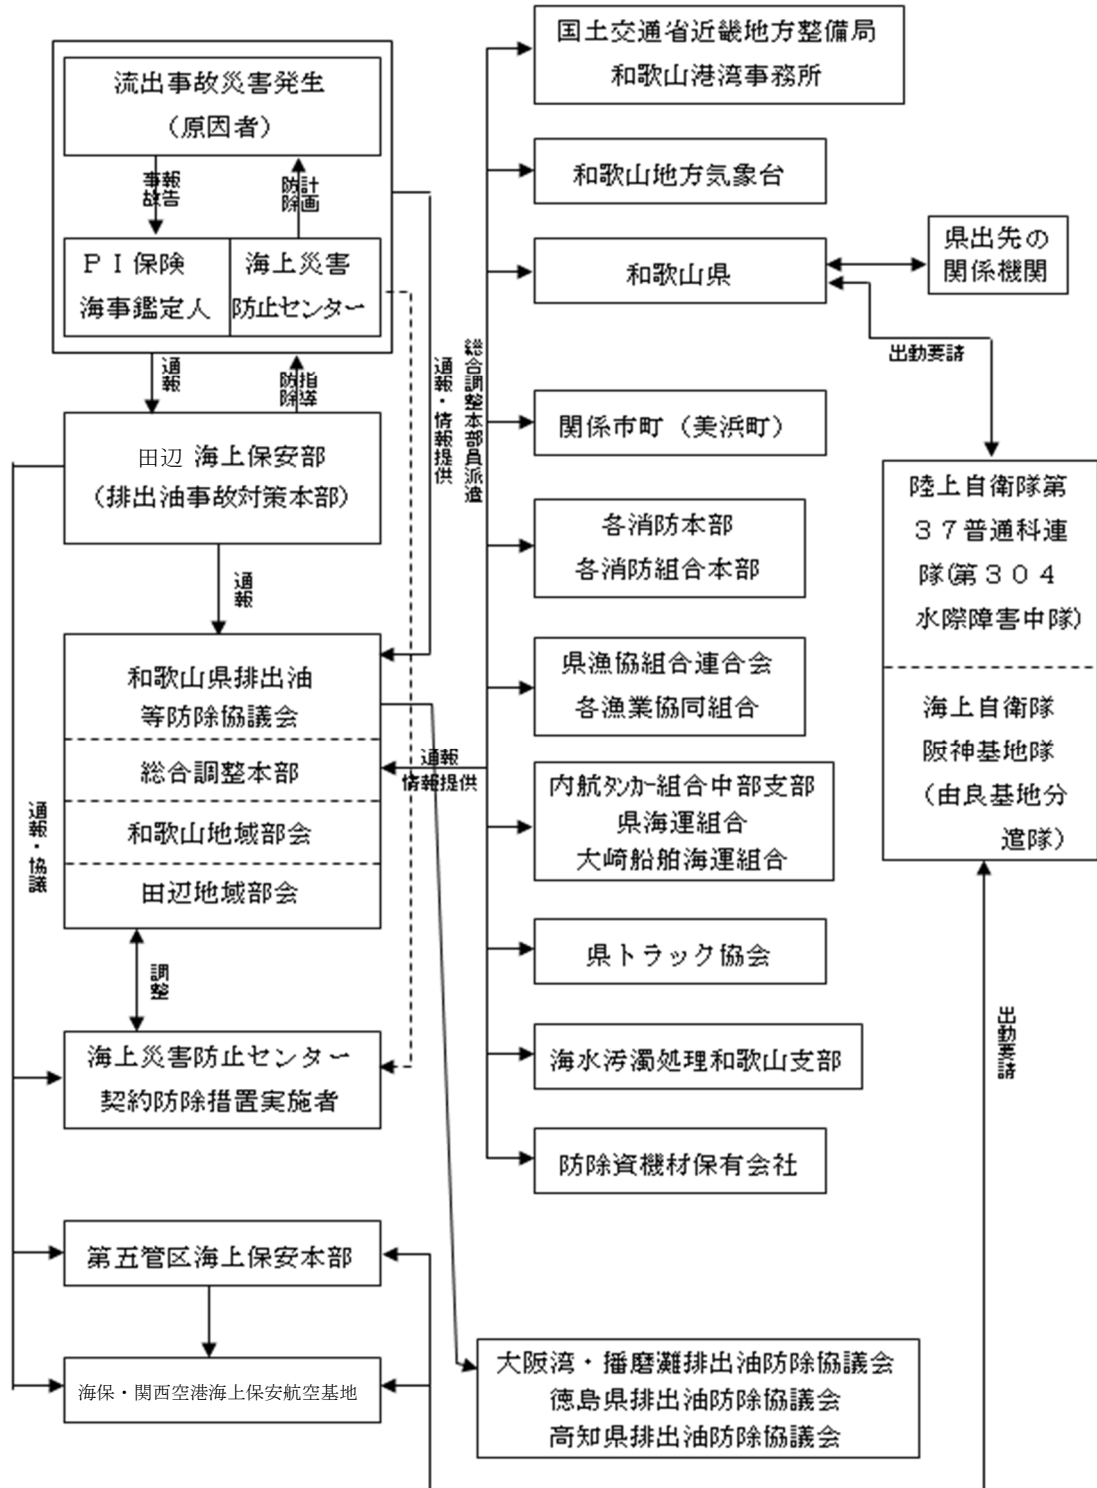 流出事故災害発生
(原因者)
事故報告
防除計画
ＰＩ保険
海事鑑定人
海上災害
防止センター
通報
防除指導
田辺 海上保安部
(排出油事故対策本部)
通報
通報・情報提供
和歌山県排出油
等防除協議会
総合調整本部
和歌山地域部会
田辺地域部会
通報・協議
調整
海上災害防止センター
契約防除措置実施者
第五管区海上保安本部
海保・関西空港海上保安航空基地
総合調整本部員派遣
通報
情報提供
国土交通省近畿地方整備局
和歌山港湾事務所
和歌山地方気象台
和歌山県
県出先の
関係機関
出動要請
関係市町（美浜町）
各消防本部
各消防組合本部
県漁協組合連合会
各漁業協同組合
内航ﾀﾝｶｰ組合中部支部
県海運組合
大崎船舶海運組合
県トラック協会
海水汚濁処理和歌山支部
防除資機材保有会社
陸上自衛隊第
３７普通科連
隊(第３０４
水際障害中隊)
海上自衛隊
阪神基地隊
（由良基地分
遣隊）
出動要請
大阪湾・播磨灘排出油防除協議会
徳島県排出油防除協議会
高知県排出油防除協議会